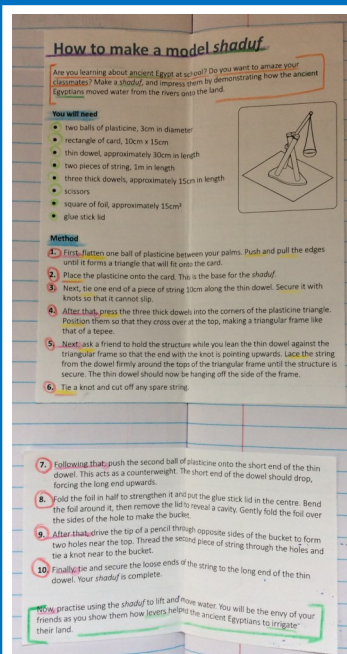 How to make a model shaduf
Are you learning about ancient Egypt at school? Do you want to amaze your
classmates? Make a shaduf, and impress them by demonstrating how the ancient
Egyptians moved water from the rivers onto the land.
You will need
• two balls of plasticine, 3cm in diameter
• rectangle of card, 10cm x 15cm
• thin dowel, approximately 30cm in length
• two pieces of string, 1m in length
• three thick dowels, approximately 15cm in length
• scissors
• square of foil, approximately 15cm²
• glue stick lid
Method
1. First, flatten one ball of plasticine between your palms. Push and pull the edges
until it forms a triangle that will fit onto the card.
2. Place the plasticine onto the card. This is the base for the shaduf.
3. Next, tie one end of a piece of string 10cm along the thin dowel. Secure it with
knots so that it cannot slip.
4. After that, press the three thick dowels into the corners of the plasticine triangle.
Position them so that they cross over at the top, making a triangular frame like
that of a tepee.
5. Next, ask a friend to hold the structure while you lean the thin dowel against the
triangular frame so that the end with the knot is pointing upwards. Lace the string
from the dowel firmly around the tops of the triangular frame until the structure is
secure. The thin dowel should now be hanging off the side of the frame.
6. Tie a knot and cut off any spare string.
7. Following that, push the second ball of plasticine onto the short end of the thin
dowel. This acts as a counterweight. The short end of the dowel should drop,
forcing the long end upwards.
8. Fold the foil in half to strengthen it and put the glue stick lid in the centre. Bend
the foil around it, then remove the lid to reveal a cavity. Gently fold the foil over
the sides of the hole to make the bucket.
9. After that, drive the tip of a pencil through opposite sides of the bucket to form
two holes near the top. Thread the second piece of string through the holes and
tie a knot near to the bucket.
10. Finally, tie and secure the loose ends of the string to the long end of the thin
dowel. Your shaduf is complete.
Now, practise using the shaduf to lift and move water. You will be the envy of your
friends as you show them how levers helped the ancient Egyptians to irrigate
their land.